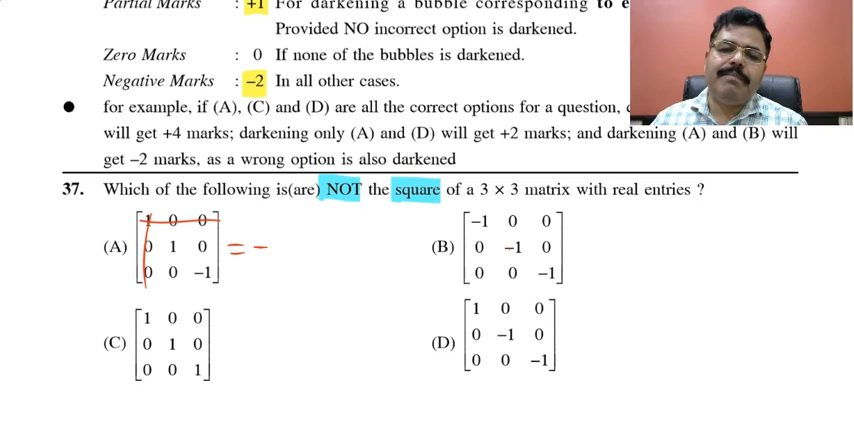 Partial Marks : +1 For darkening a bubble corresponding to e
Provided NO incorrect option is darkened.
Zero Marks : 0 If none of the bubbles is darkened.
Negative Marks : –2 In all other cases.
● for example, if (A), (C) and (D) are all the correct options for a question,
will get +4 marks; darkening only (A) and (D) will get +2 marks; and darkening (A) and (B) will
get –2 marks, as a wrong option is also darkened
37. Which of the following is(are) NOT the square of a 3 × 3 matrix with real entries ?
(A) [1 0 0
0 1 0
0 0 –1] = –
(B) [–1 0 0
0 –1 0
0 0 –1]
(C) [1 0 0
0 1 0
0 0 1]
(D) [1 0 0
0 –1 0
0 0 –1]